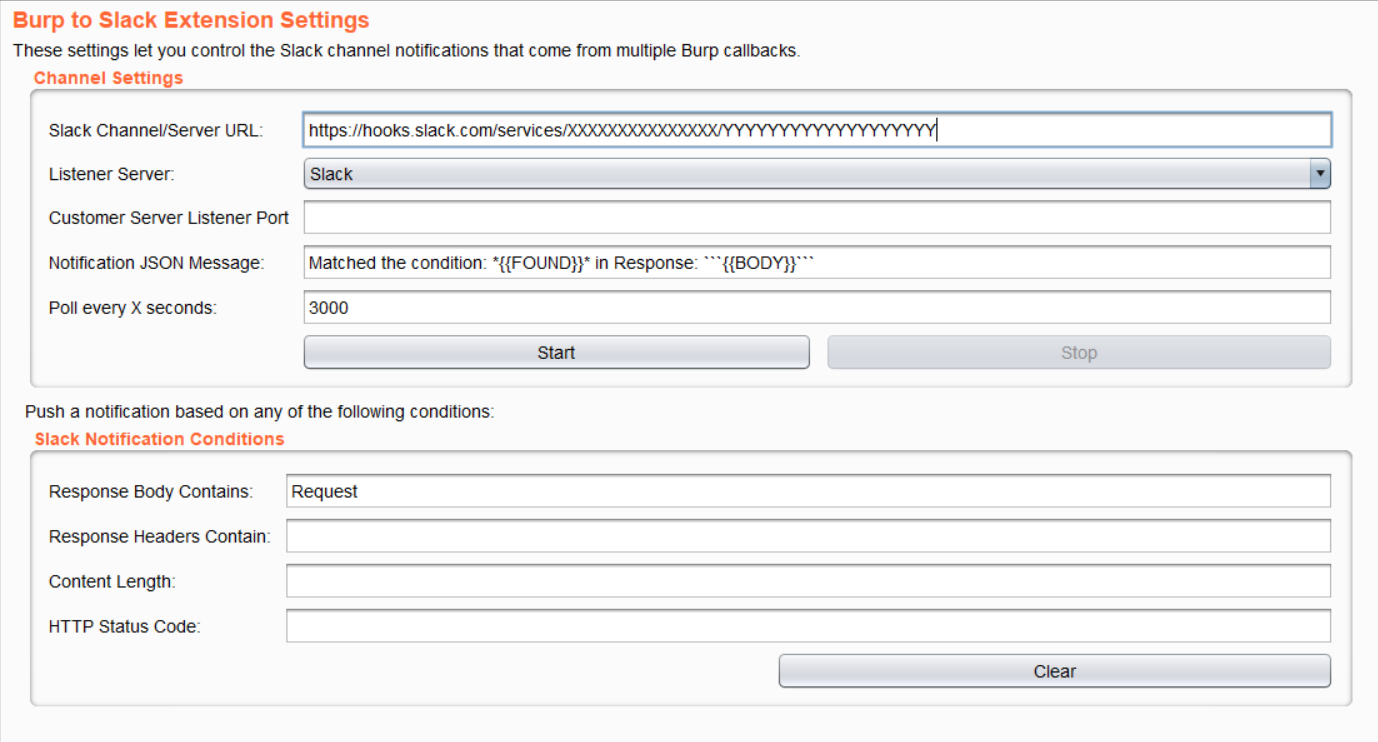 Burp to Slack Extension Settings
These settings let you control the Slack channel notifications that come from multiple Burp callbacks.
Channel Settings
Slack Channel/Server URL: https://hooks.slack.com/services/XXXXXXXXXXXXXXX/YYYYYYYYYYYYYYYYYYY
Listener Server: Slack
Customer Server Listener Port
Notification JSON Message: Matched the condition: *{{FOUND}}* in Response: ```{{BODY}}```
Poll every X seconds: 3000
Start Stop
Push a notification based on any of the following conditions:
Slack Notification Conditions
Response Body Contains: Request
Response Headers Contain:
Content Length:
HTTP Status Code:
Clear